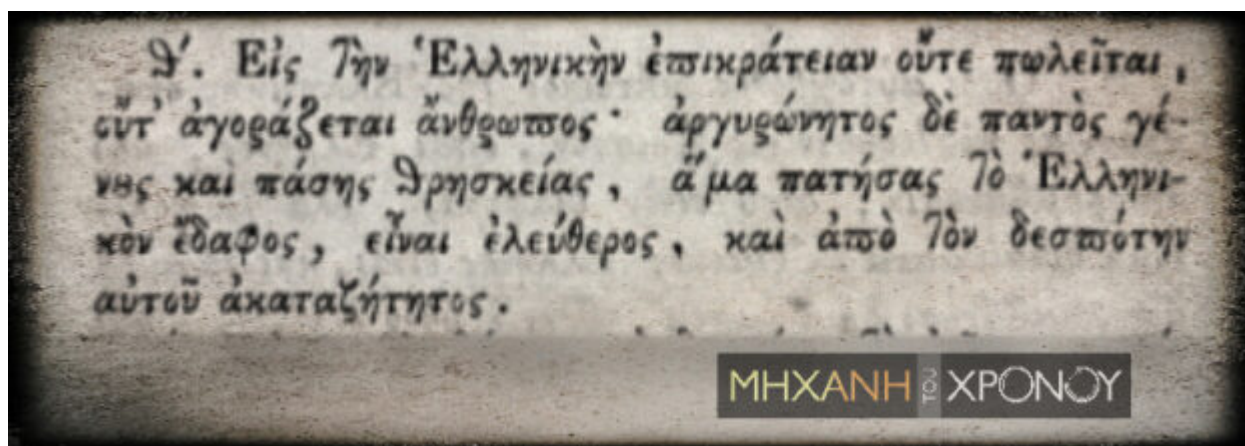 θ΄. Εἰς τὴν Ἑλληνικὴν ἐπικράτειαν οὔτε πωλεῖται,
οὔτ' ἀγοράζεται ἄνθρωπος· ἀργυρώνητος δὲ παντὸς γέ-
νους καὶ πάσης θρησκείας, ἅμα πατήσας τὸ Ἑλληνι-
κὸν ἔδαφος, εἶναι ἐλεύθερος, καὶ ἀπὸ τὸν δεσπότην
αὐτοῦ ἀκαταζήτητος.
ΜΗΧΑΝΗ ΤΟΥ ΧΡΟΝΟΥ